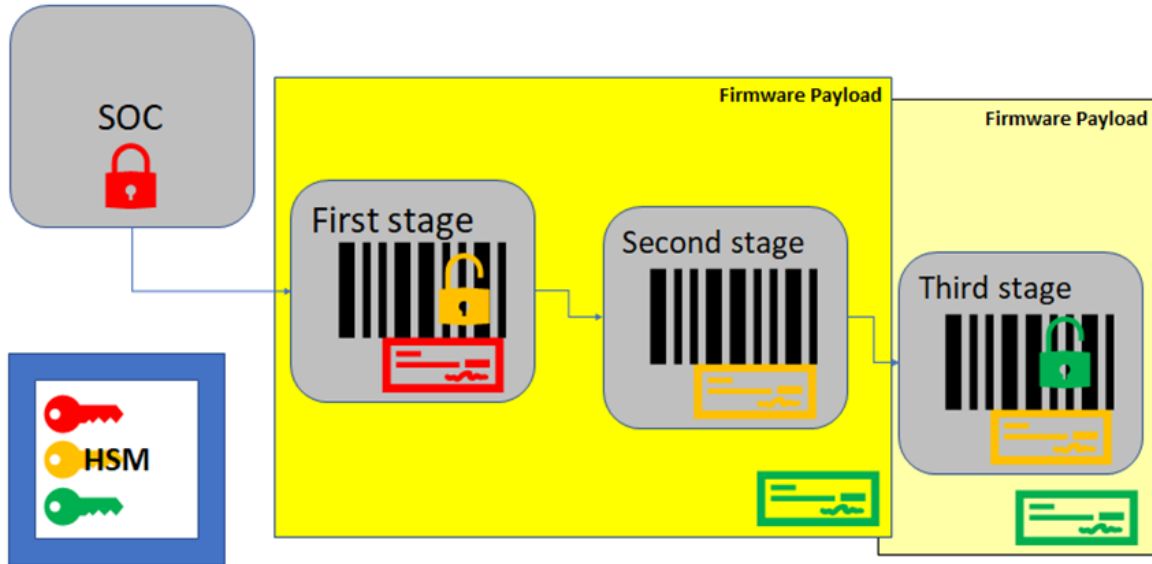 SOC
Firmware Payload
Firmware Payload
First stage
Second stage
Third stage
HSM